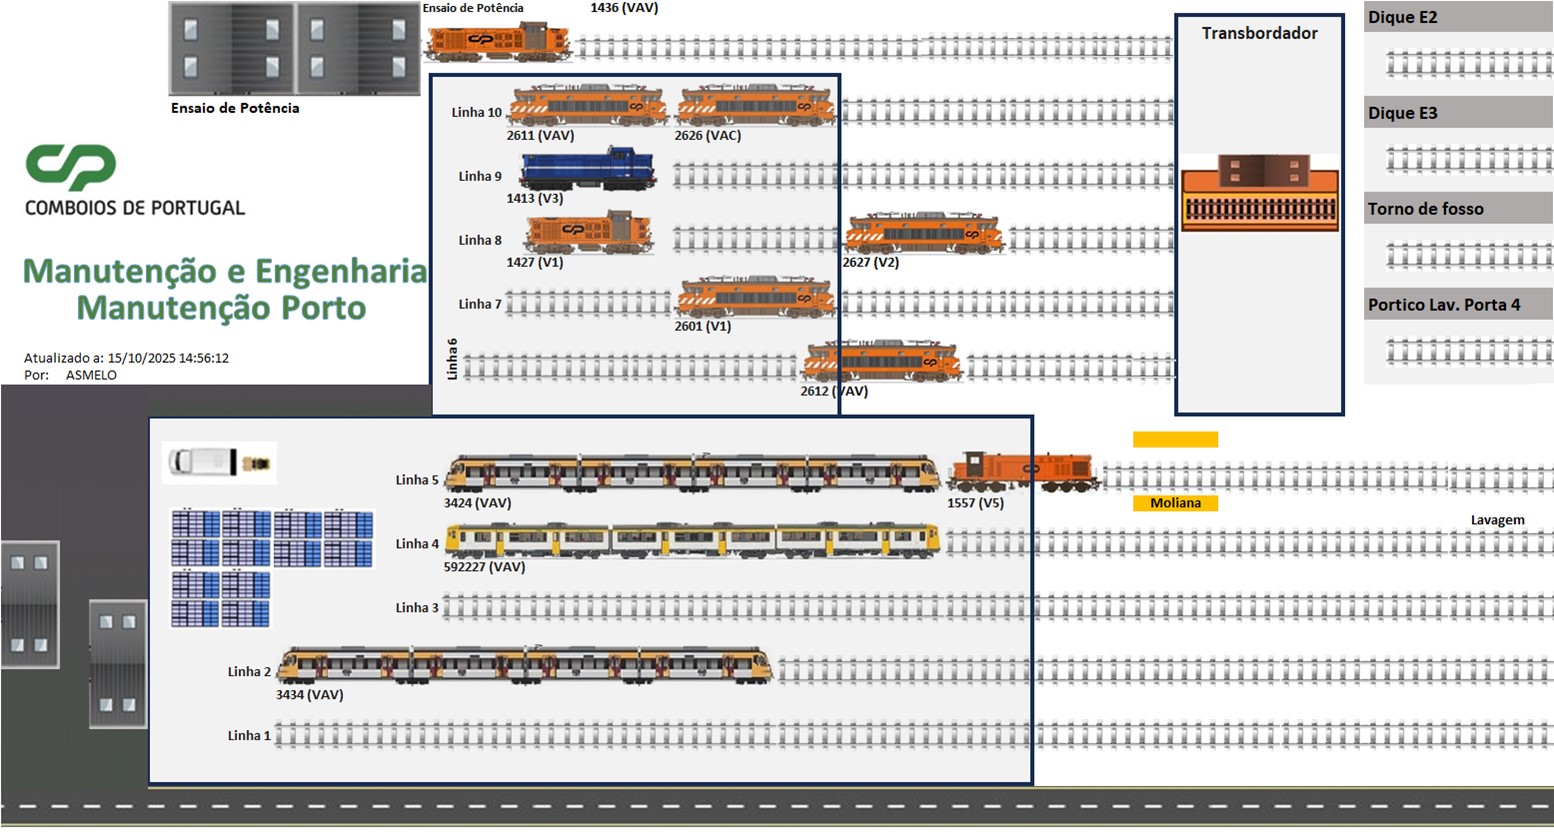 Ensaio de Potência
1436 (VAV)
Ensaio de Potência
CP
COMBOIOS DE PORTUGAL
Manutenção e Engenharia
Manutenção Porto
Atualizado a: 15/10/2025 14:56:12
Por: ASMELO
Linha 10
2611 (VAV)
2626 (VAC)
Linha 9
1413 (V3)
Linha 8
1427 (V1)
2627 (V2)
Linha 7
2601 (V1)
Linha 6
2612 (VAV)
Transbordador
Dique E2
Dique E3
Torno de fosso
Portico Lav. Porta 4
Linha 5
3424 (VAV)
1557 (V5)
Moliana
Lavagem
Linha 4
592227 (VAV)
Linha 3
Linha 2
3434 (VAV)
Linha 1